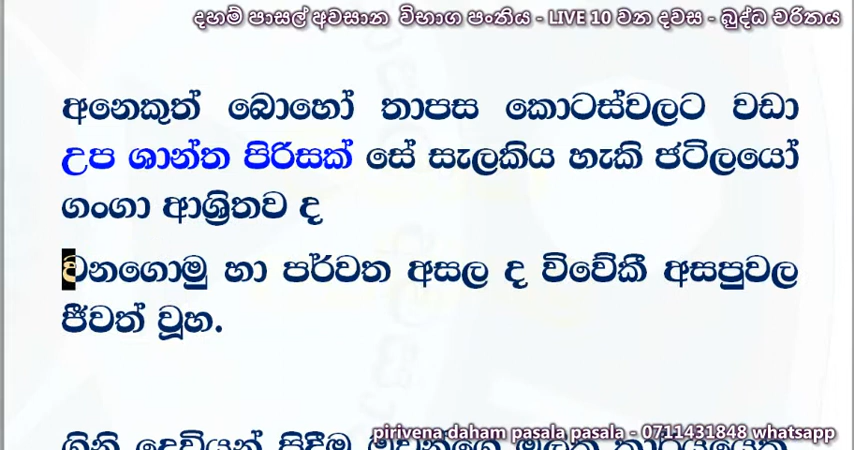 දහම් පාසල් අවසාන විභාග පංතිය - LIVE 10 වන දවස - බුද්ධ චරිතය
අනෙකුත් බොහෝ තාපස කොටස්වලට වඩා
උප ශාන්ත පිරිසක් සේ සැලකිය හැකි ජටිලයෝ
ගංගා ආශ්‍රිතව ද
වනගොමු හා පර්වත අසල ද විවේකී අසපුවල
ජීවත් වූහ.
ගිනි දෙවියන් පිදීම
pirivena daham pasala pasala - 0711431848 whatsapp